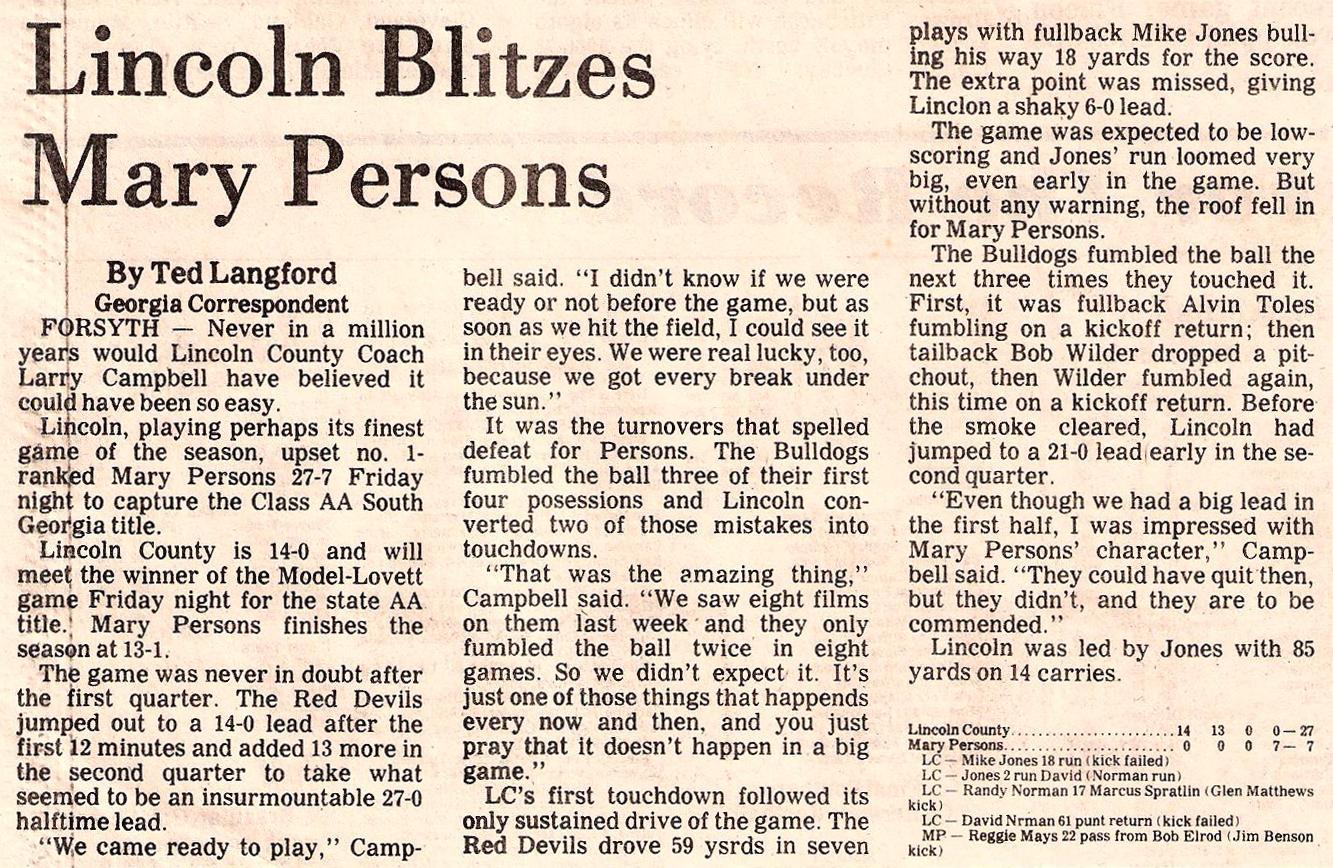 Lincoln Blitzes
Mary Persons
By Ted Langford
Georgia Correspondent
FORSYTH — Never in a million
years would Lincoln County Coach
Larry Campbell have believed it
could have been so easy.
Lincoln, playing perhaps its finest
game of the season, upset no. 1-
ranked Mary Persons 27-7 Friday
night to capture the Class AA South
Georgia title.
Lincoln County is 14-0 and will
meet the winner of the Model-Lovett
game Friday night for the state AA
title. Mary Persons finishes the
season at 13-1.
The game was never in doubt after
the first quarter. The Red Devils
jumped out to a 14-0 lead after the
first 12 minutes and added 13 more in
the second quarter to take what
seemed to be an insurmountable 27-0
halftime lead.
“We came ready to play,” Camp-
bell said. “I didn’t know if we were
ready or not before the game, but as
soon as we hit the field, I could see it
in their eyes. We were real lucky, too,
because we got every break under
the sun.”
It was the turnovers that spelled
defeat for Persons. The Bulldogs
fumbled the ball three of their first
four posessions and Lincoln con-
verted two of those mistakes into
touchdowns.
“That was the amazing thing,”
Campbell said. “We saw eight films
on them last week and they only
fumbled the ball twice in eight
games. So we didn’t expect it. It’s
just one of those things that happends
every now and then, and you just
pray that it doesn’t happen in a big
game.”
LC’s first touchdown followed its
only sustained drive of the game. The
Red Devils drove 59 ysrds in seven
plays with fullback Mike Jones bull-
ing his way 18 yards for the score.
The extra point was missed, giving
Linclon a shaky 6-0 lead.
The game was expected to be low-
scoring and Jones’ run loomed very
big, even early in the game. But
without any warning, the roof fell in
for Mary Persons.
The Bulldogs fumbled the ball the
next three times they touched it.
First, it was fullback Alvin Toles
fumbling on a kickoff return; then
tailback Bob Wilder dropped a pit-
chout, then Wilder fumbled again,
this time on a kickoff return. Before
the smoke cleared, Lincoln had
jumped to a 21-0 lead early in the se-
cond quarter.
“Even though we had a big lead in
the first half, I was impressed with
Mary Persons’ character,” Camp-
bell said. “They could have quit then,
but they didn’t, and they are to be
commended.”
Lincoln was led by Jones with 85
yards on 14 carries.
Lincoln County........................14 13 0 0—27
Mary Persons......................... 0 0 0 7— 7
LC — Mike Jones 18 run (kick failed)
LC — Jones 2 run David (Norman run)
LC — Randy Norman 17 Marcus Spratlin (Glen Matthews
kick)
LC — David Nrman 61 punt return (kick failed)
MP — Reggie Mays 22 pass from Bob Elrod (Jim Benson
kick)